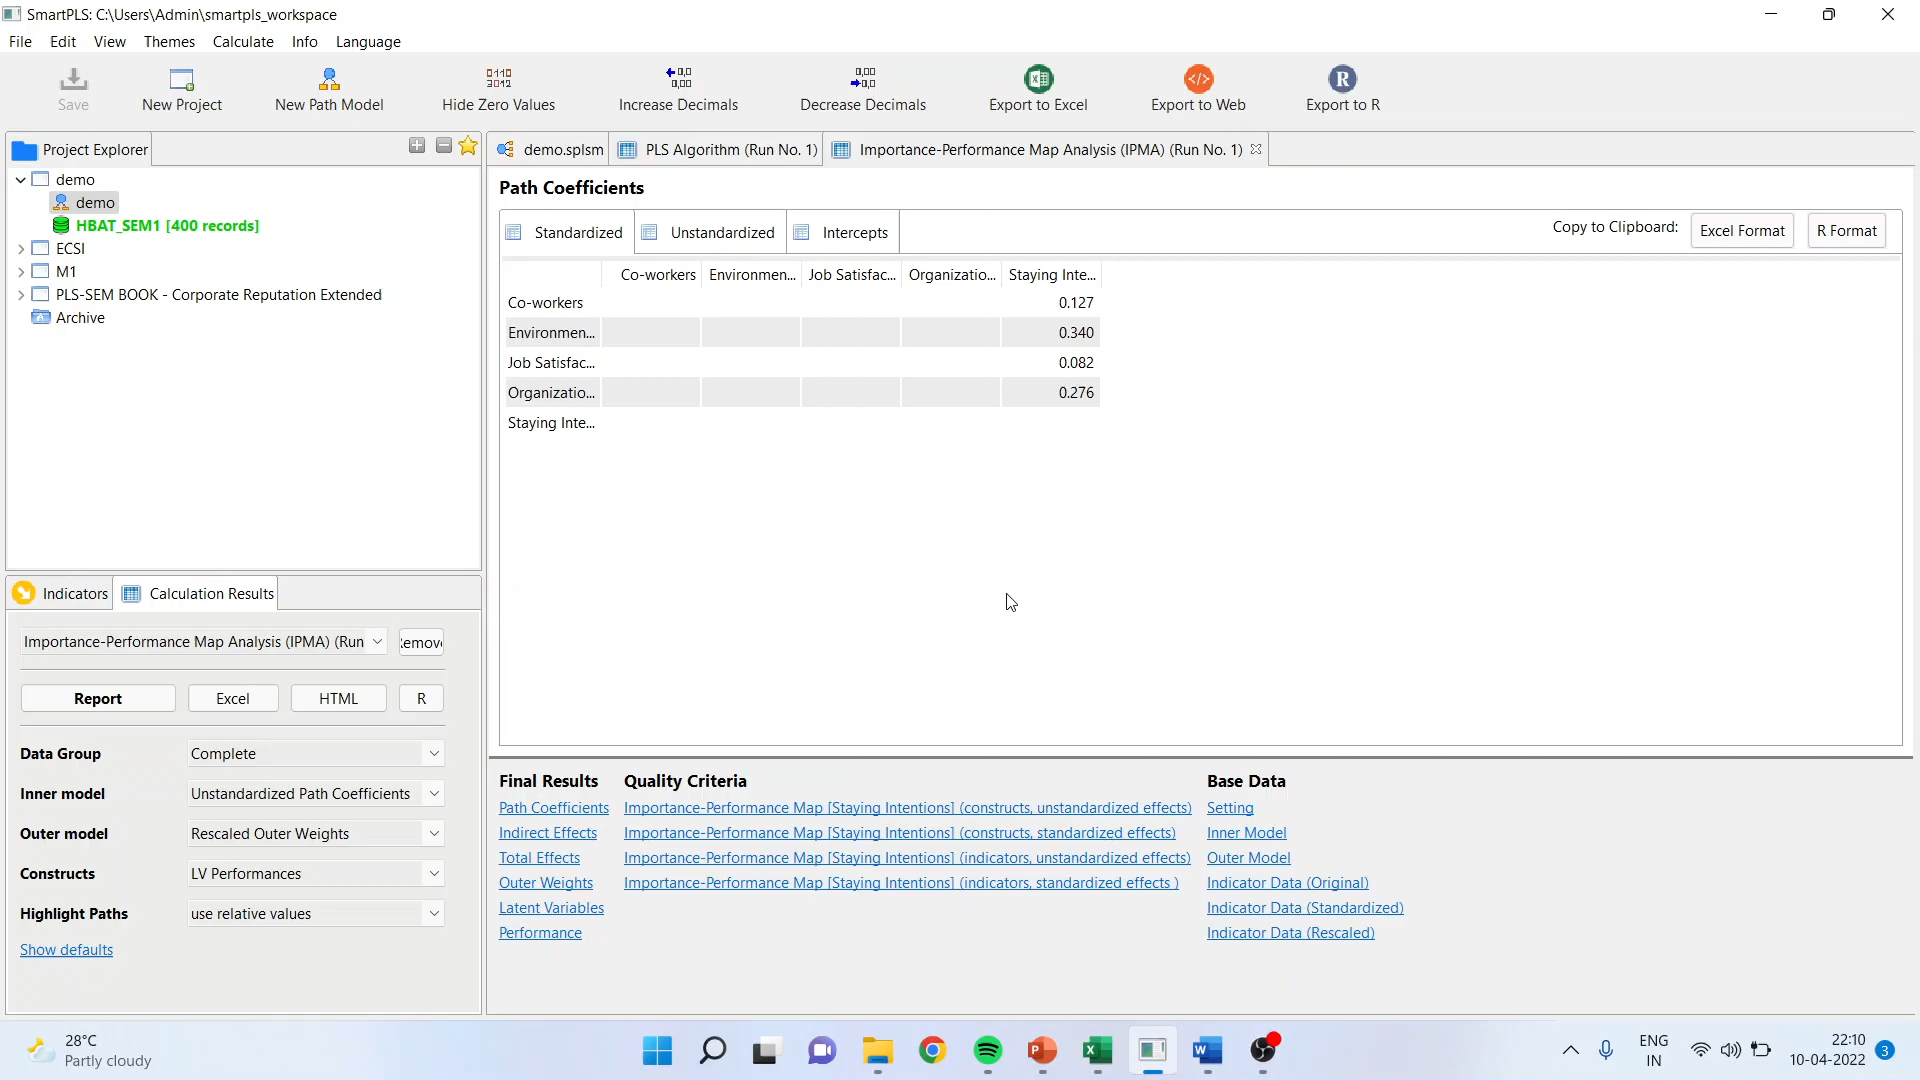 SmartPLS: C:\Users\Admin\smartpls_workspace
File Edit View Themes Calculate Info Language
Save New Project New Path Model Hide Zero Values Increase Decimals Decrease Decimals Export to Excel Export to Web Export to R
Project Explorer
demo
demo
HBAT_SEM1 [400 records]
ECSI
M1
PLS-SEM BOOK - Corporate Reputation Extended
Archive
demo.splsm PLS Algorithm (Run No. 1) Importance-Performance Map Analysis (IPMA) (Run No. 1)
Path Coefficients
Standardized Unstandardized Intercepts Copy to Clipboard: Excel Format R Format
Co-workers Environmen... Job Satisfac... Organizatio... Staying Inte...
Co-workers 0.127
Environmen... 0.340
Job Satisfac... 0.082
Organizatio... 0.276
Staying Inte...
Indicators Calculation Results
Importance-Performance Map Analysis (IPMA) (Run
Report Excel HTML R
Data Group Complete
Inner model Unstandardized Path Coefficients
Outer model Rescaled Outer Weights
Constructs LV Performances
Highlight Paths use relative values
Show defaults
Final Results Quality Criteria Base Data
Path Coefficients Importance-Performance Map [Staying Intentions] (constructs, unstandardized effects) Setting
Indirect Effects Importance-Performance Map [Staying Intentions] (constructs, standardized effects) Inner Model
Total Effects Importance-Performance Map [Staying Intentions] (indicators, unstandardized effects) Outer Model
Outer Weights Importance-Performance Map [Staying Intentions] (indicators, standardized effects ) Indicator Data (Original)
Latent Variables Indicator Data (Standardized)
Performance Indicator Data (Rescaled)
28°C
Partly cloudy
ENG
IN
22:10
10-04-2022
3